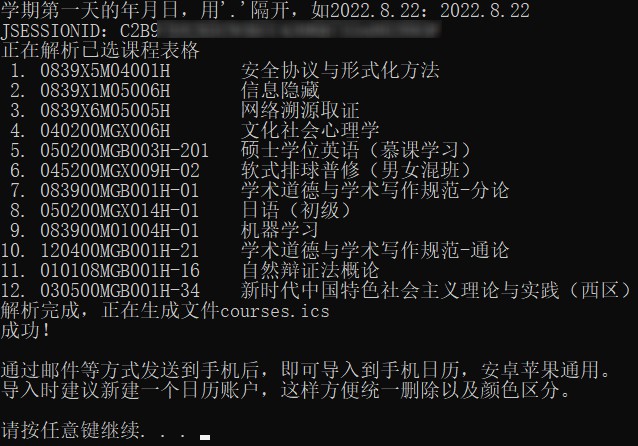 学期第一天的年月日，用'.'隔开，如2022.8.22：2022.8.22
JSESSIONID：C2B9
正在解析已选课程表格
1. 0839X5M04001H 安全协议与形式化方法
2. 0839X1M05006H 信息隐藏
3. 0839X6M05005H 网络溯源取证
4. 040200MGX006H 文化社会心理学
5. 050200MGB003H-201 硕士学位英语（慕课学习）
6. 045200MGX009H-02 软式排球普修（男女混班）
7. 083900MGB001H-01 学术道德与学术写作规范-分论
8. 050200MGX014H-01 日语（初级）
9. 083900M01004H-01 机器学习
10. 120400MGB001H-21 学术道德与学术写作规范-通论
11. 010108MGB001H-16 自然辩证法概论
12. 030500MGB001H-34 新时代中国特色社会主义理论与实践（西区）
解析完成，正在生成文件courses.ics
成功！
通过邮件等方式发送到手机后，即可导入到手机日历，安卓苹果通用。
导入时建议新建一个日历账户，这样方便统一删除以及颜色区分。
请按任意键继续. . .